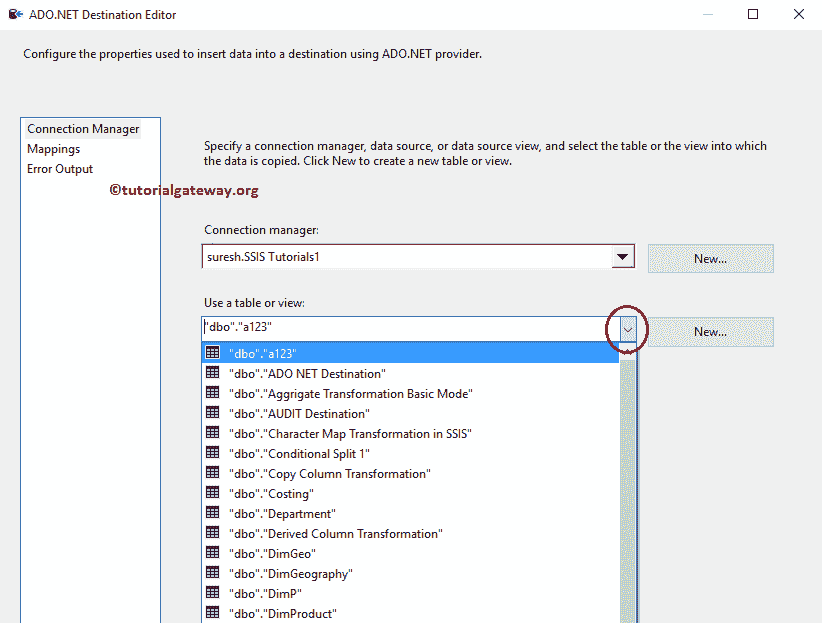 ADO.NET Destination Editor
Configure the properties used to insert data into a destination using ADO.NET provider.
Connection Manager
Mappings
Error Output
©tutorialgateway.org
Specify a connection manager, data source, or data source view, and select the table or the view into which
the data is copied. Click New to create a new table or view.
Connection manager:
suresh.SSIS Tutorials1
New...
Use a table or view:
"dbo"."a123"
New...
"dbo"."a123"
"dbo"."ADO NET Destination"
"dbo"."Aggrigate Transformation Basic Mode"
"dbo"."AUDIT Destination"
"dbo"."Character Map Transformation in SSIS"
"dbo"."Conditional Split 1"
"dbo"."Copy Column Transformation"
"dbo"."Costing"
"dbo"."Department"
"dbo"."Derived Column Transformation"
"dbo"."DimGeo"
"dbo"."DimGeography"
"dbo"."DimP"
"dbo"."DimProduct"